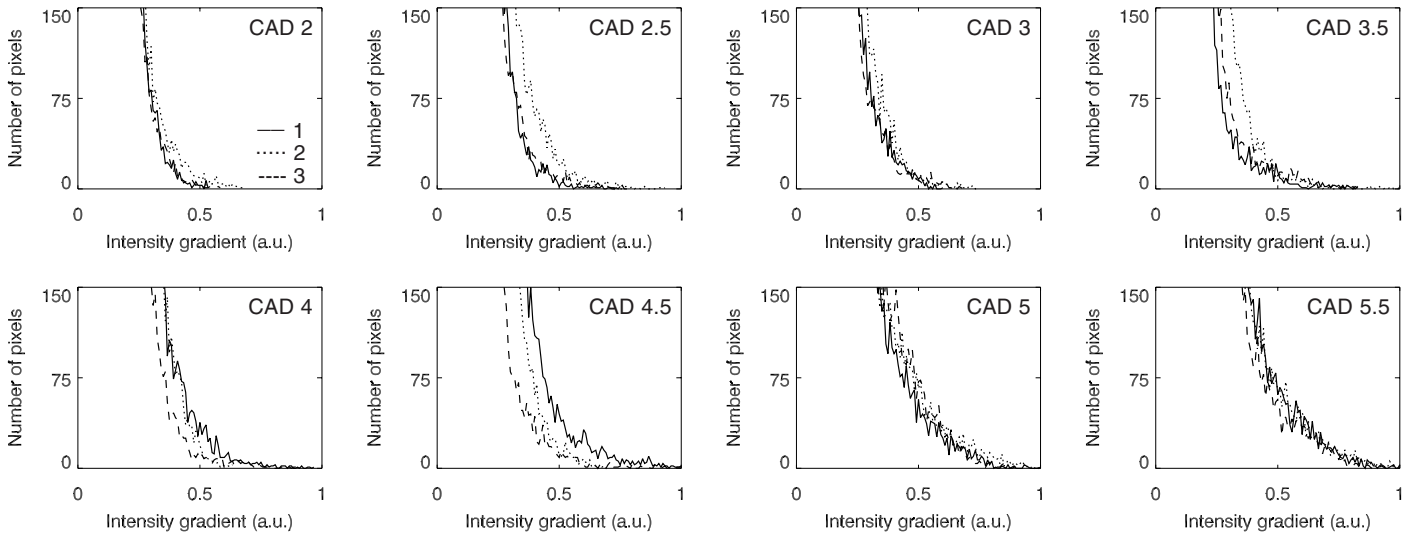 150 CAD 2
75
0
Number of pixels
1
2
3
0 0.5 1
Intensity gradient (a.u.)
150 CAD 2.5
75
0
Number of pixels
0 0.5 1
Intensity gradient (a.u.)
150 CAD 3
75
0
Number of pixels
0 0.5 1
Intensity gradient (a.u.)
150 CAD 3.5
75
0
Number of pixels
0 0.5 1
Intensity gradient (a.u.)
150 CAD 4
75
0
Number of pixels
0 0.5 1
Intensity gradient (a.u.)
150 CAD 4.5
75
0
Number of pixels
0 0.5 1
Intensity gradient (a.u.)
150 CAD 5
75
0
Number of pixels
0 0.5 1
Intensity gradient (a.u.)
150 CAD 5.5
75
0
Number of pixels
0 0.5 1
Intensity gradient (a.u.)